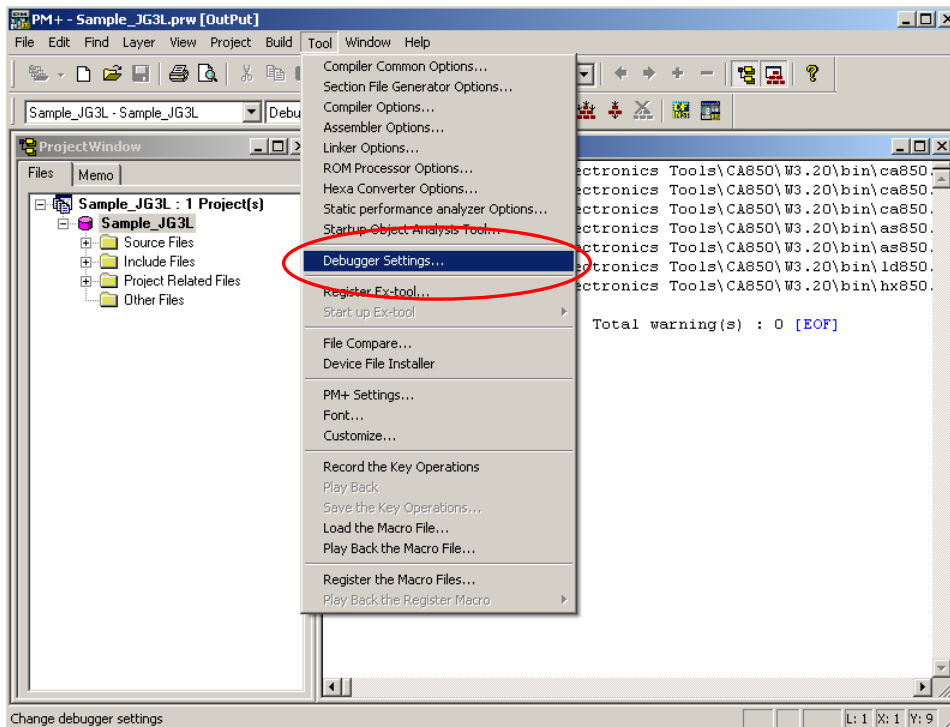 PM+ - Sample_JG3L.prw [OutPut]
File Edit Find Layer View Project Build Tool Window Help
Sample_JG3L - Sample_JG3L
Debu
ProjectWindow
Files Memo
Sample_JG3L : 1 Project(s)
Sample_JG3L
Source Files
Include Files
Project Related Files
Other Files
Compiler Common Options...
Section File Generator Options...
Compiler Options...
Assembler Options...
Linker Options...
ROM Processor Options...
Hexa Converter Options...
Static performance analyzer Options...
Startup Object Analysis Tool...
Debugger Settings...
Register Ex-tool...
Start up Ex-tool
File Compare...
Device File Installer
PM+ Settings...
Font...
Customize...
Record the Key Operations
Play Back
Save the Key Operations...
Load the Macro File...
Play Back the Macro File...
Register the Macro Files...
Play Back the Register Macro
ectronics Tools\CA850\W3.20\bin\ca850.
ectronics Tools\CA850\W3.20\bin\ca850.
ectronics Tools\CA850\W3.20\bin\ca850.
ectronics Tools\CA850\W3.20\bin\as850.
ectronics Tools\CA850\W3.20\bin\as850.
ectronics Tools\CA850\W3.20\bin\ld850.
ectronics Tools\CA850\W3.20\bin\hx850.
Total warning(s) : 0 [EOF]
Change debugger settings
L: 1 X: 1 Y: 9